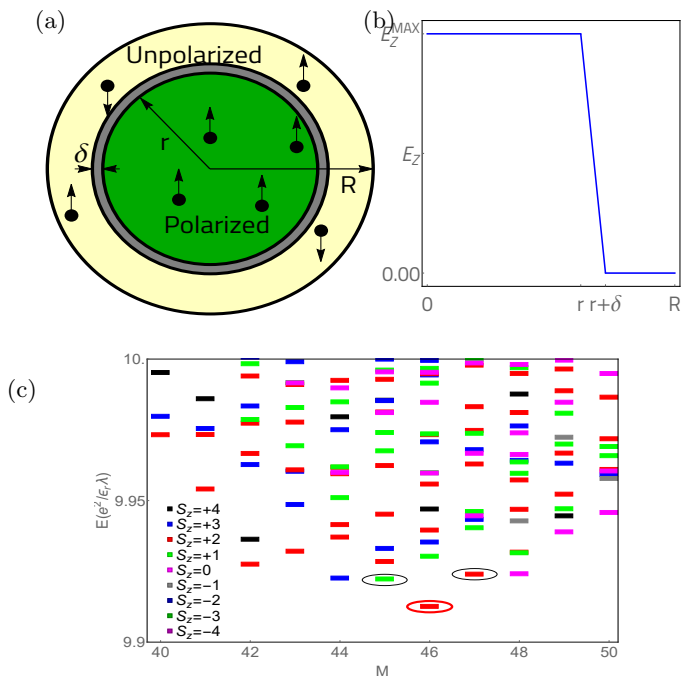 (a)
Unpolarized
δ
r
R
Polarized
(b)
E_Z^MAX
E_Z
0.00
0
r r+δ
R
(c)
10.
9.95
9.9
E(e²/ϵᵣλ)
S_z=+4
S_z=+3
S_z=+2
S_z=+1
S_z=0
S_z=−1
S_z=−2
S_z=−3
S_z=−4
40 42 44 46 48 50
M